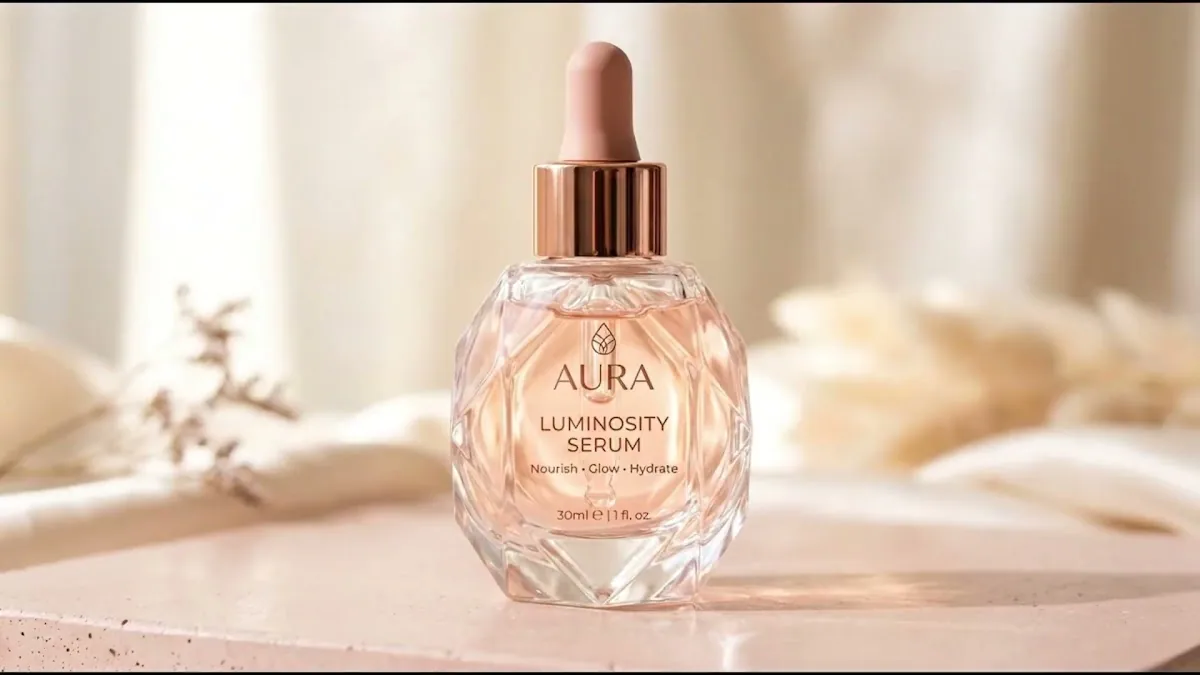 AURA
LUMINOSITY
SERUM
Nourish • Glow • Hydrate
30ml ℮ | 1 fl. oz.